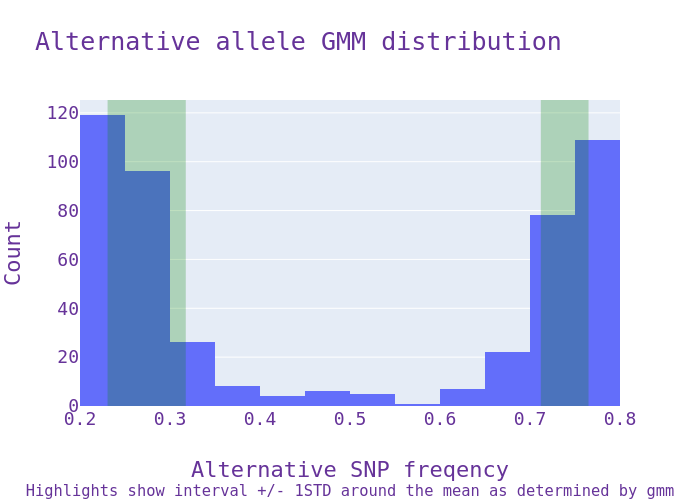 Alternative allele GMM distribution
120
100
80
60
40
20
0
Count
0.2 0.3 0.4 0.5 0.6 0.7 0.8
Alternative SNP freqency
Highlights show interval +/- 1STD around the mean as determined by gmm